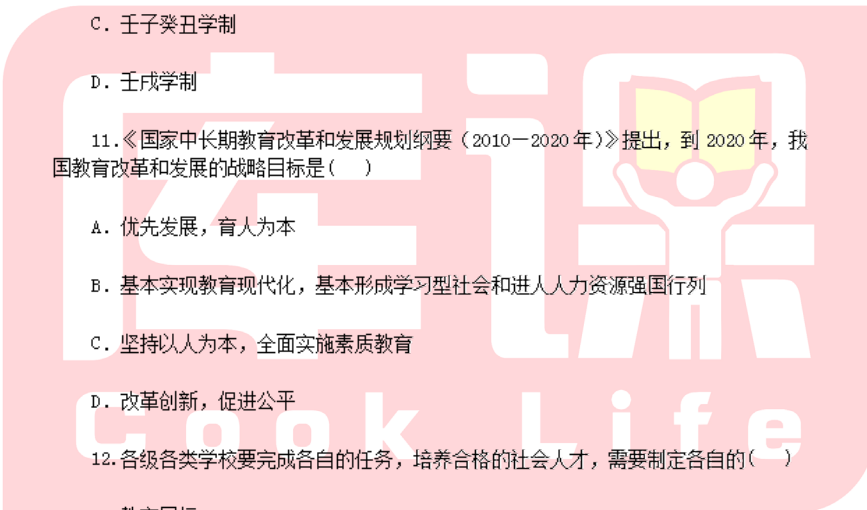 C. 壬子癸丑学制
D. 壬戌学制
11.《国家中长期教育改革和发展规划纲要（2010—2020年）》提出，到 2020年，我
国教育改革和发展的战略目标是(   )
A. 优先发展，育人为本
B. 基本实现教育现代化，基本形成学习型社会和进人人力资源强国行列
C. 坚持以人为本，全面实施素质教育
D. 改革创新，促进公平
12.各级各类学校要完成各自的任务，培养合格的社会人才，需要制定各自的(   )
库课
Cook Life